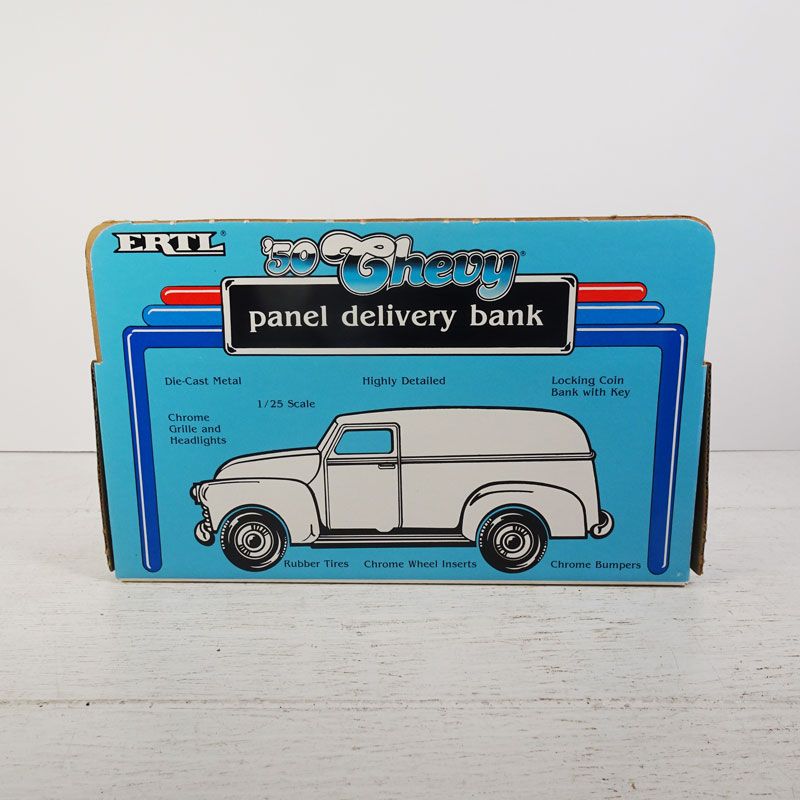 ERTL®
'50 Chevy®
panel delivery bank
Die-Cast Metal
Highly Detailed
Locking Coin
Bank with Key
1/25 Scale
Chrome
Grille and
Headlights
Rubber Tires
Chrome Wheel Inserts
Chrome Bumpers